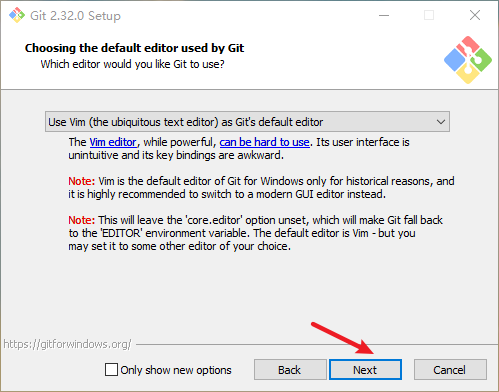 Git 2.32.0 Setup
Choosing the default editor used by Git
Which editor would you like Git to use?
Use Vim (the ubiquitous text editor) as Git's default editor
The Vim editor, while powerful, can be hard to use. Its user interface is
unintuitive and its key bindings are awkward.
Note: Vim is the default editor of Git for Windows only for historical reasons, and
it is highly recommended to switch to a modern GUI editor instead.
Note: This will leave the 'core.editor' option unset, which will make Git fall back
to the 'EDITOR' environment variable. The default editor is Vim - but you
may set it to some other editor of your choice.
https://gitforwindows.org/
Only show new options
Back
Next
Cancel